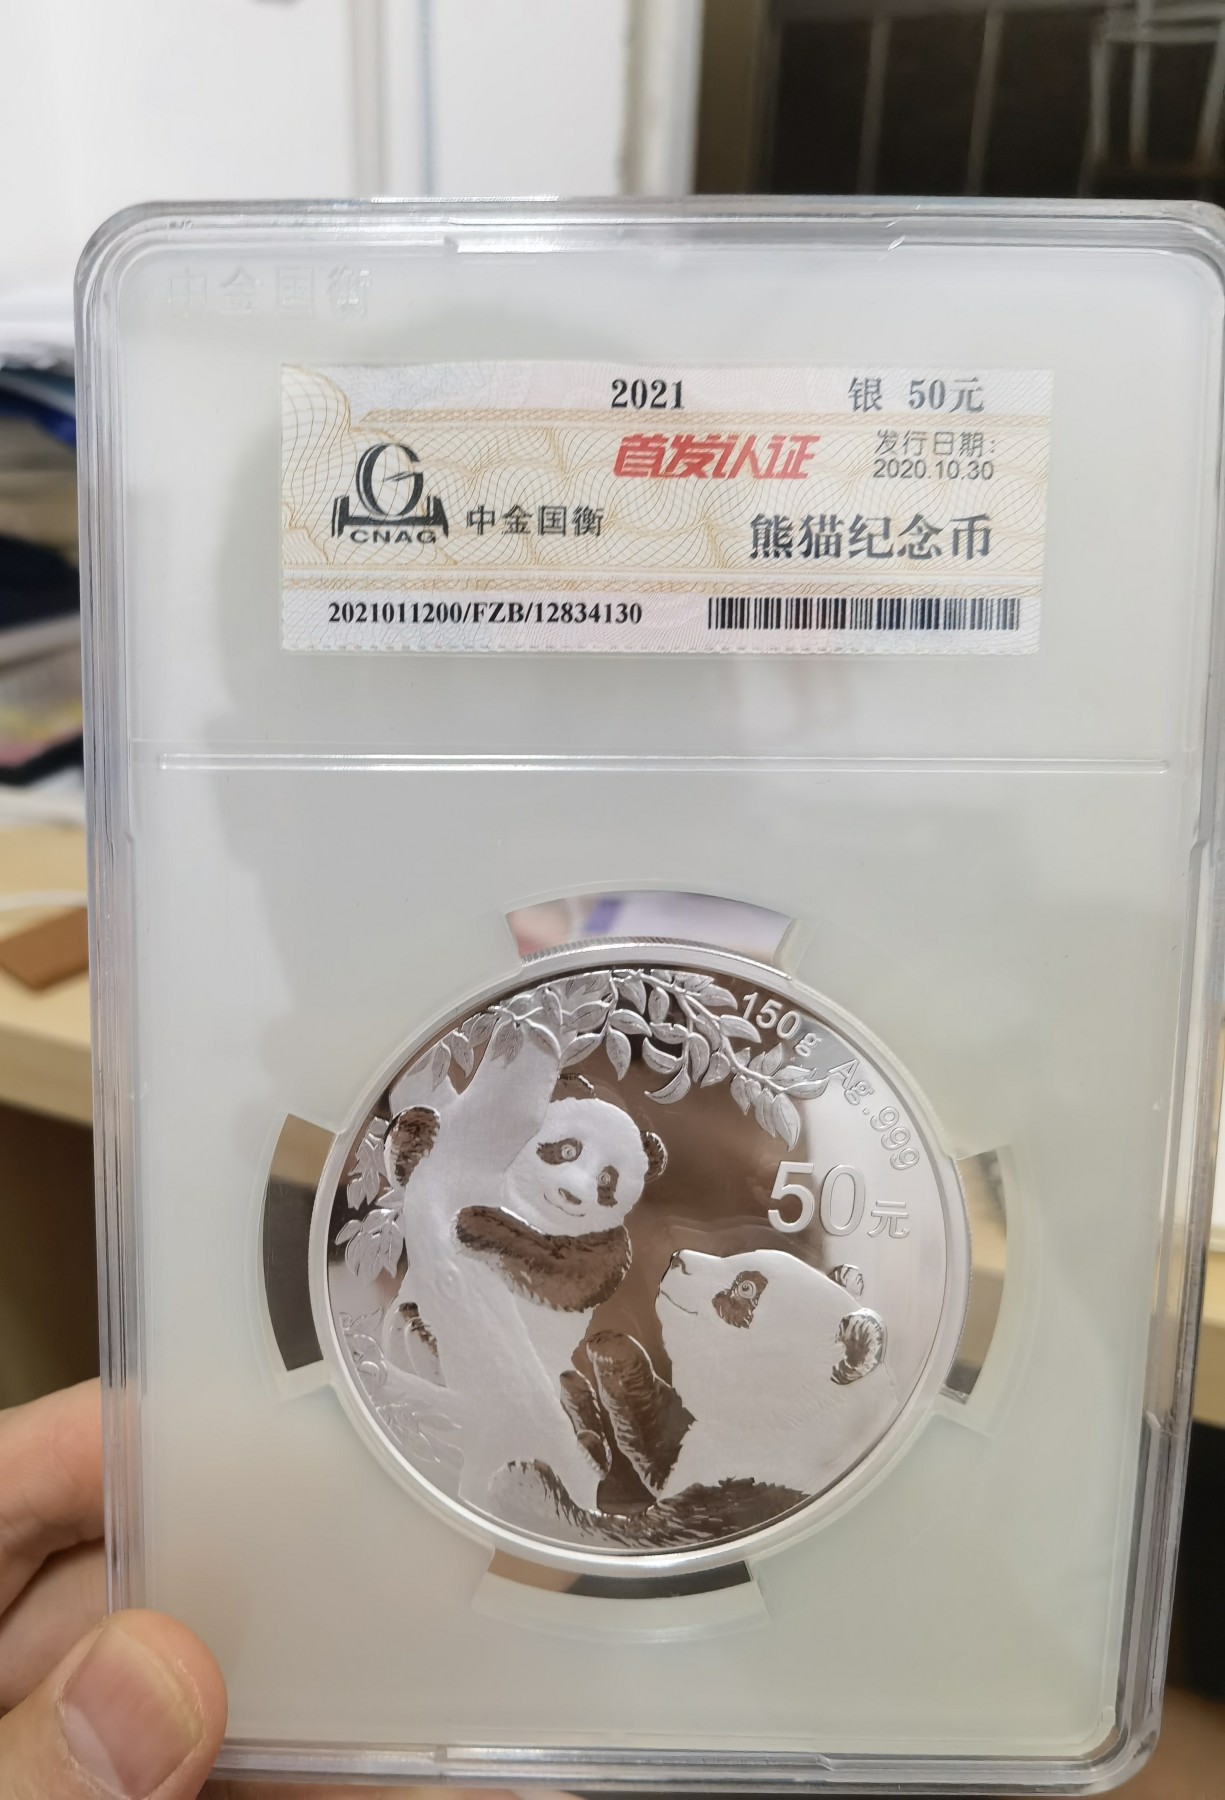 中金国衡
2021 银 50元
首发认证 发行日期:
2020.10.30
CNAG 中金国衡 熊猫纪念币
2021011200/FZB/12834130
150g Ag.999
50元